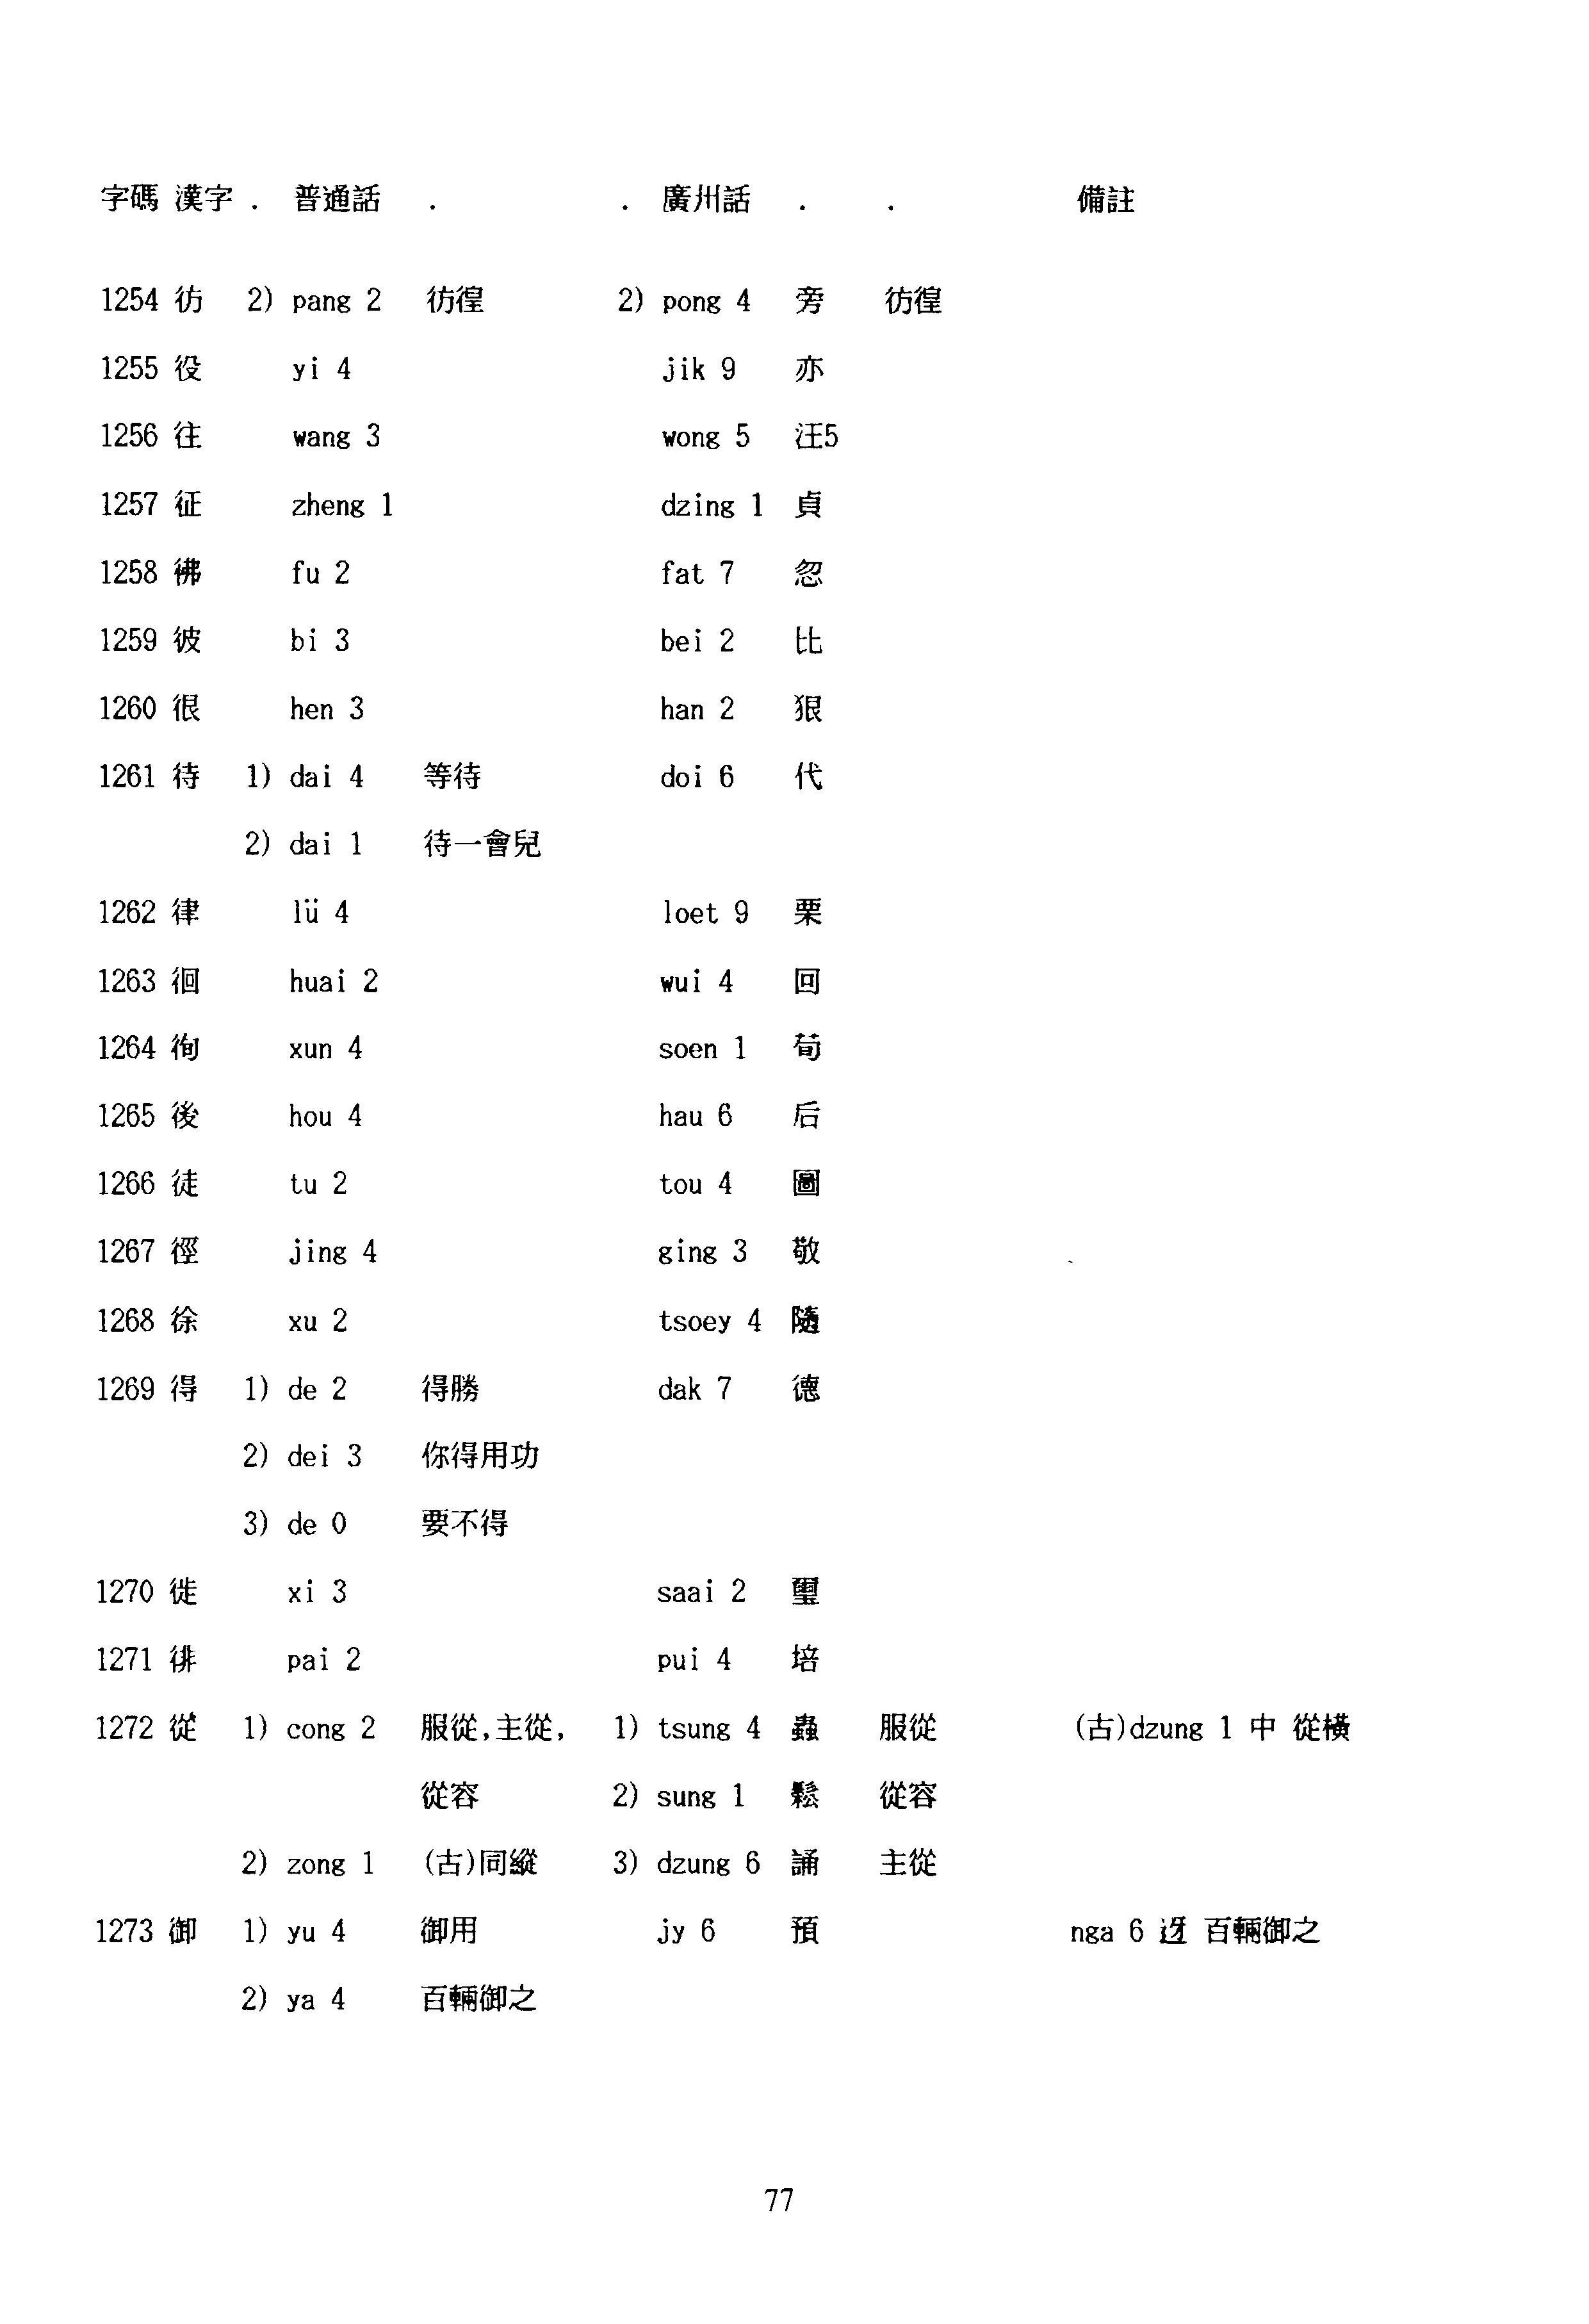 字碼 漢字 . 普通話 . . 廣州話 . . 備註
1254 彷 2) pang 2 彷徨 2) pong 4 旁 彷徨
1255 役 yi 4 jik 9 亦
1256 往 wang 3 wong 5 汪5
1257 征 zheng 1 dzing 1 貞
1258 彿 fu 2 fat 7 忽
1259 彼 bi 3 bei 2 比
1260 很 hen 3 han 2 狠
1261 待 1) dai 4 等待 doi 6 代
2) dai 1 待一會兒
1262 律 lü 4 loet 9 栗
1263 徊 huai 2 wui 4 回
1264 徇 xun 4 soen 1 荀
1265 後 hou 4 hau 6 后
1266 徒 tu 2 tou 4 圖
1267 徑 jing 4 ging 3 敬
1268 徐 xu 2 tsoey 4 隨
1269 得 1) de 2 得勝 dak 7 德
2) dei 3 你得用功
3) de 0 要不得
1270 徙 xi 3 saai 2 璽
1271 徘 pai 2 pui 4 培
1272 從 1) cong 2 服從,主從, 1) tsung 4 蟲 服從 (古)dzung 1 中 從橫
從容 2) sung 1 鬆 從容
2) zong 1 (古)同縱 3) dzung 6 誦 主從
1273 御 1) yu 4 御用 jy 6 預 nga 6 迓 百輛御之
2) ya 4 百輛御之
77